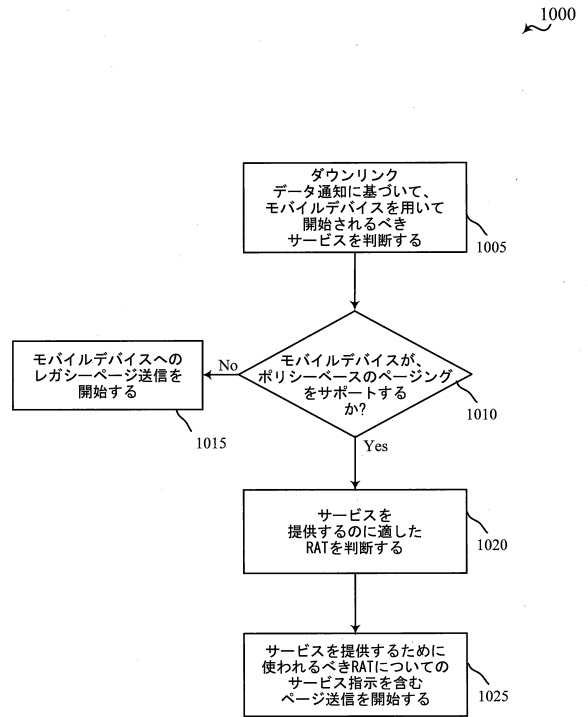 1000
ダウンリンク
データ通知に基づいて、
モバイルデバイスを用いて
開始されるべき
サービスを判断する
1005
モバイルデバイスが、
ポリシーベースのページング
をサポートする
か?
1010
No
モバイルデバイスへの
レガシーページ送信を
開始する
1015
Yes
サービスを
提供するのに適した
RATを判断する
1020
サービスを提供するために
使われるべきRATについての
サービス指示を含む
ページ送信を開始する
1025